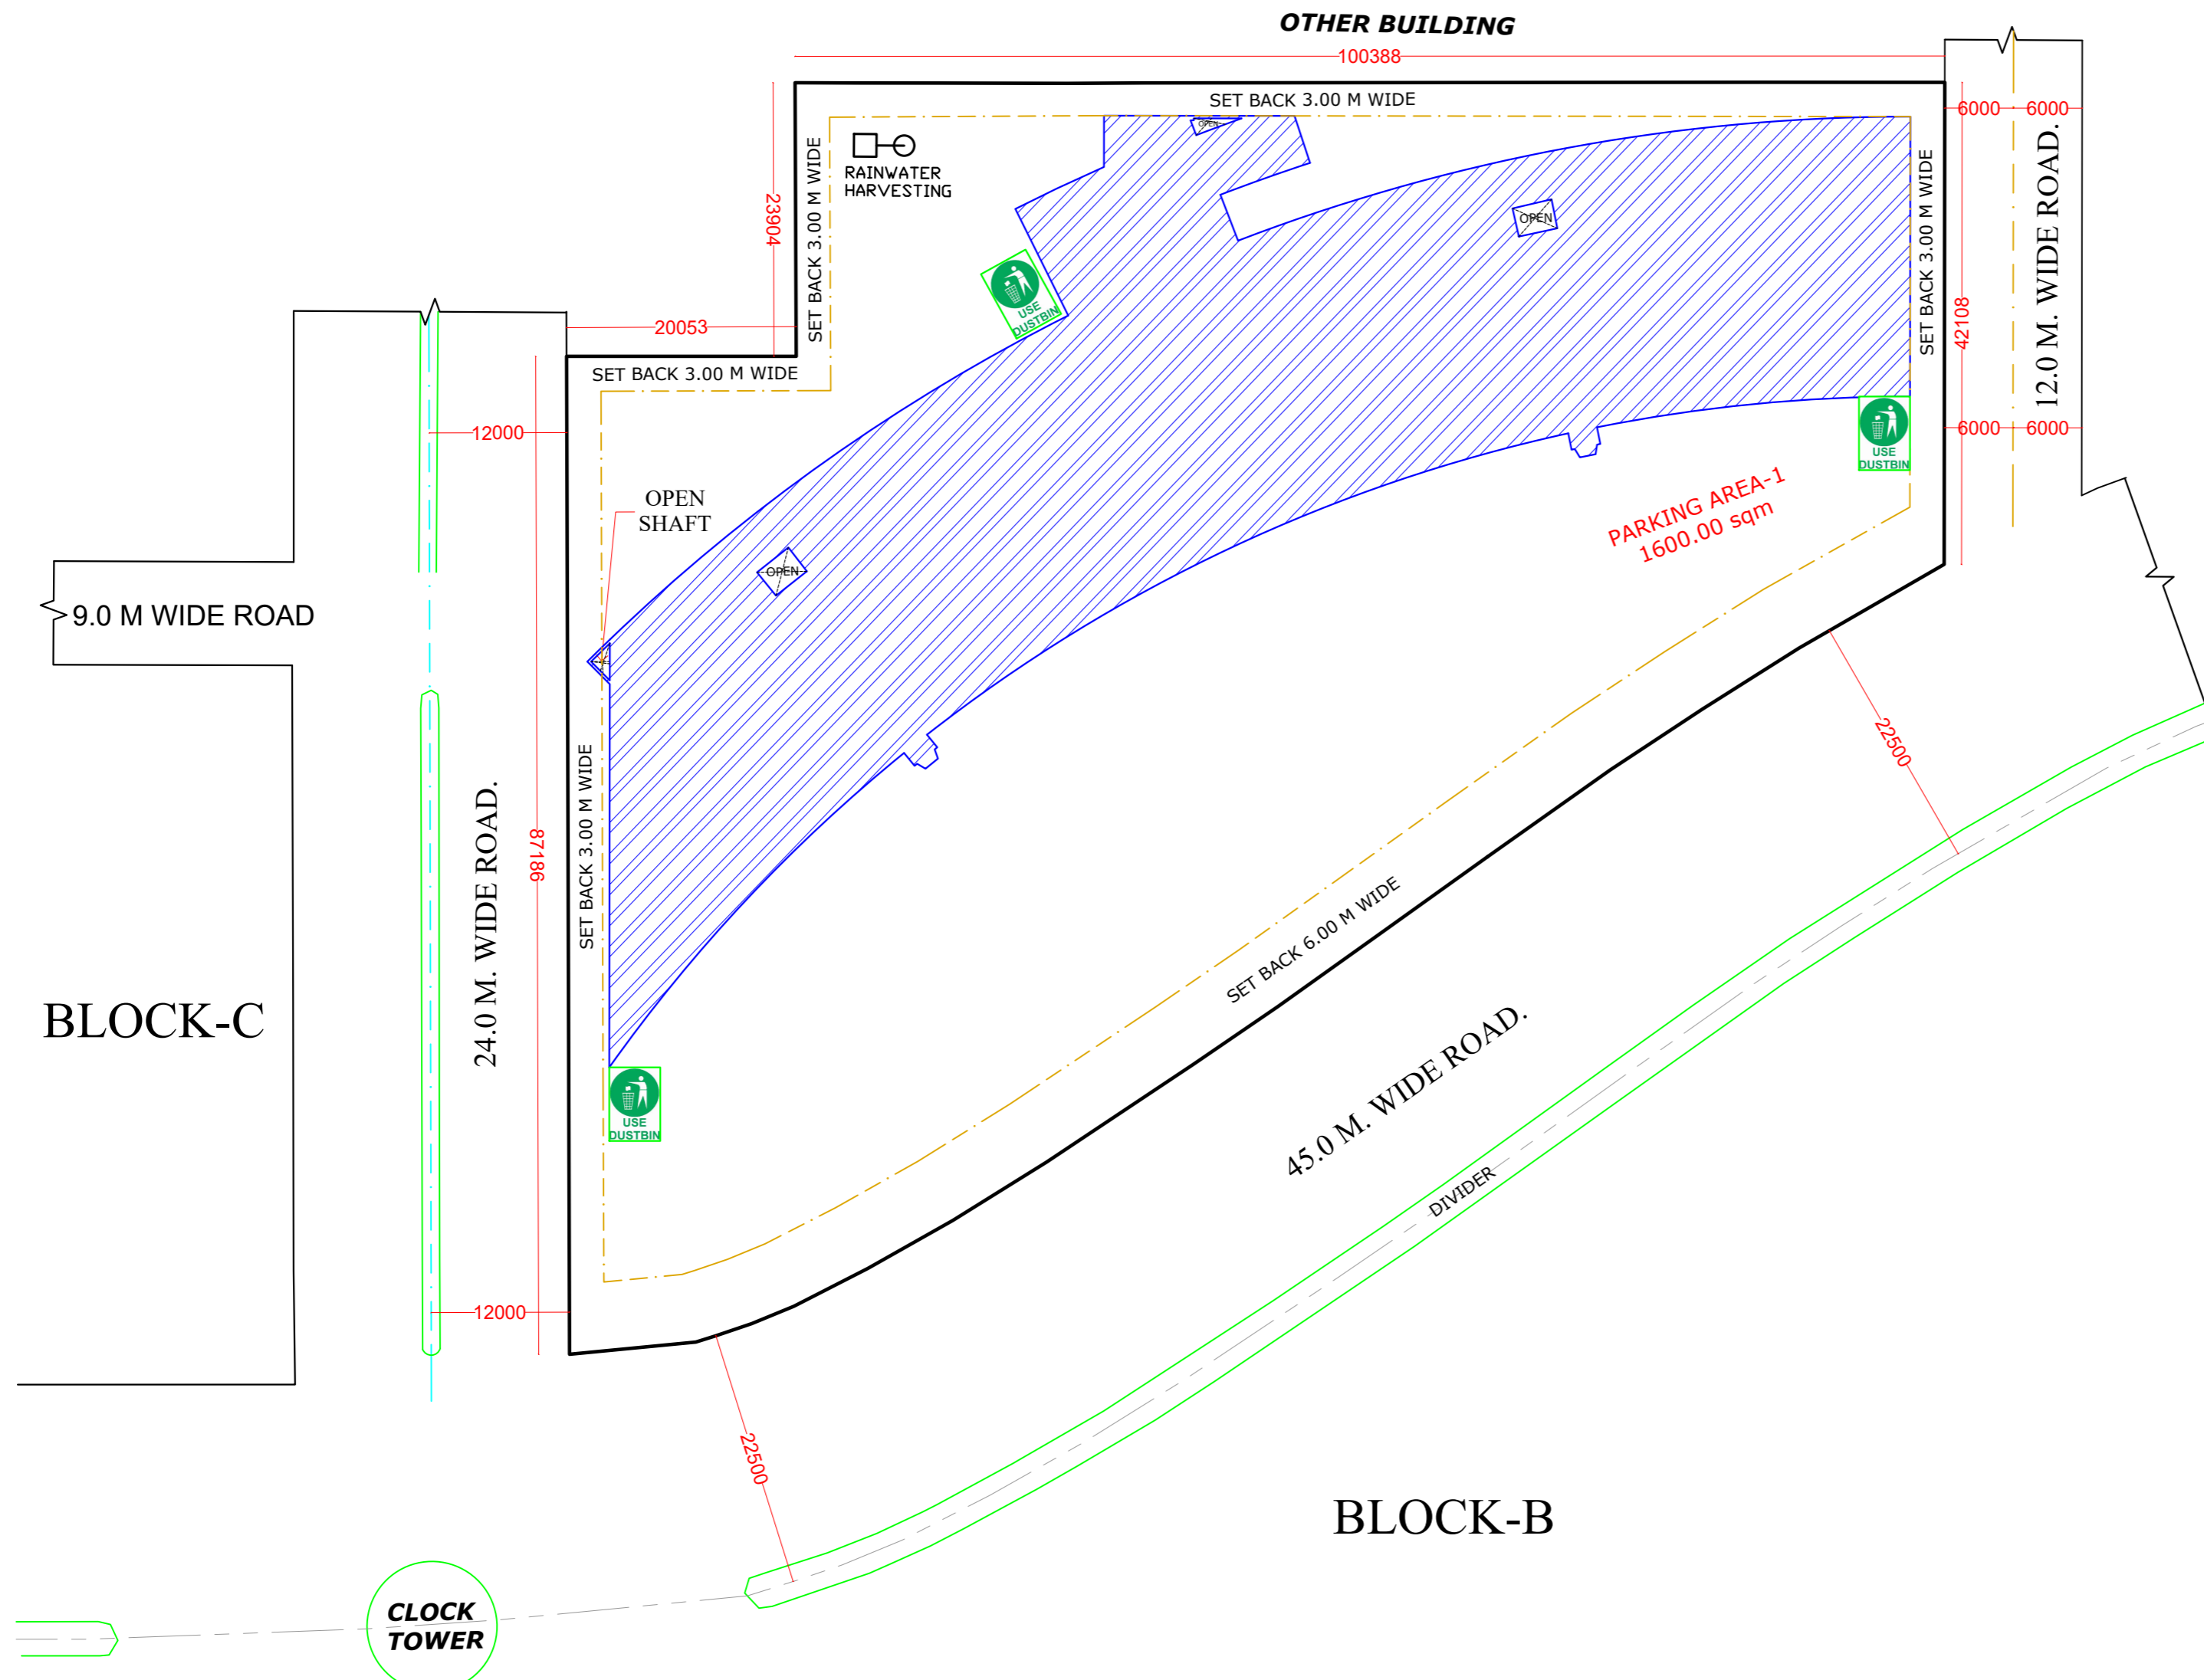 OTHER BUILDING
100388
SET BACK 3.00 M WIDE
OPEN
6000
6000
RAINWATER
HARVESTING
SET BACK 3.00 M WIDE
23904
OPEN
SET BACK 3.00 M WIDE
12.0 M. WIDE ROAD.
USE
DUSTBIN
20053
42108
SET BACK 3.00 M WIDE
12000
6000
6000
USE
DUSTBIN
OPEN
SHAFT
PARKING AREA-1
1600.00 sqm
OPEN
9.0 M WIDE ROAD
22500
87186
SET BACK 3.00 M WIDE
24.0 M. WIDE ROAD.
SET BACK 6.00 M WIDE
BLOCK-C
45.0 M. WIDE ROAD.
USE
DUSTBIN
DIVIDER
12000
22500
BLOCK-B
CLOCK
TOWER